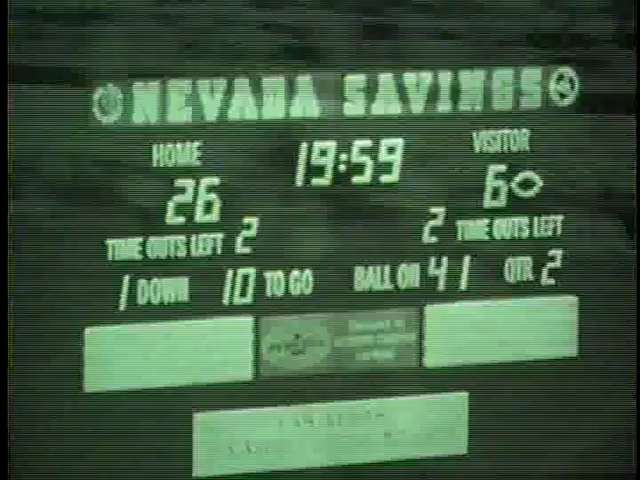 NEVADA SAVINGS
HOME 19:59 VISITOR
26 6
TIME OUTS LEFT 2 2 TIME OUTS LEFT
1 DOWN 10 TO GO BALL ON 41 QTR 2